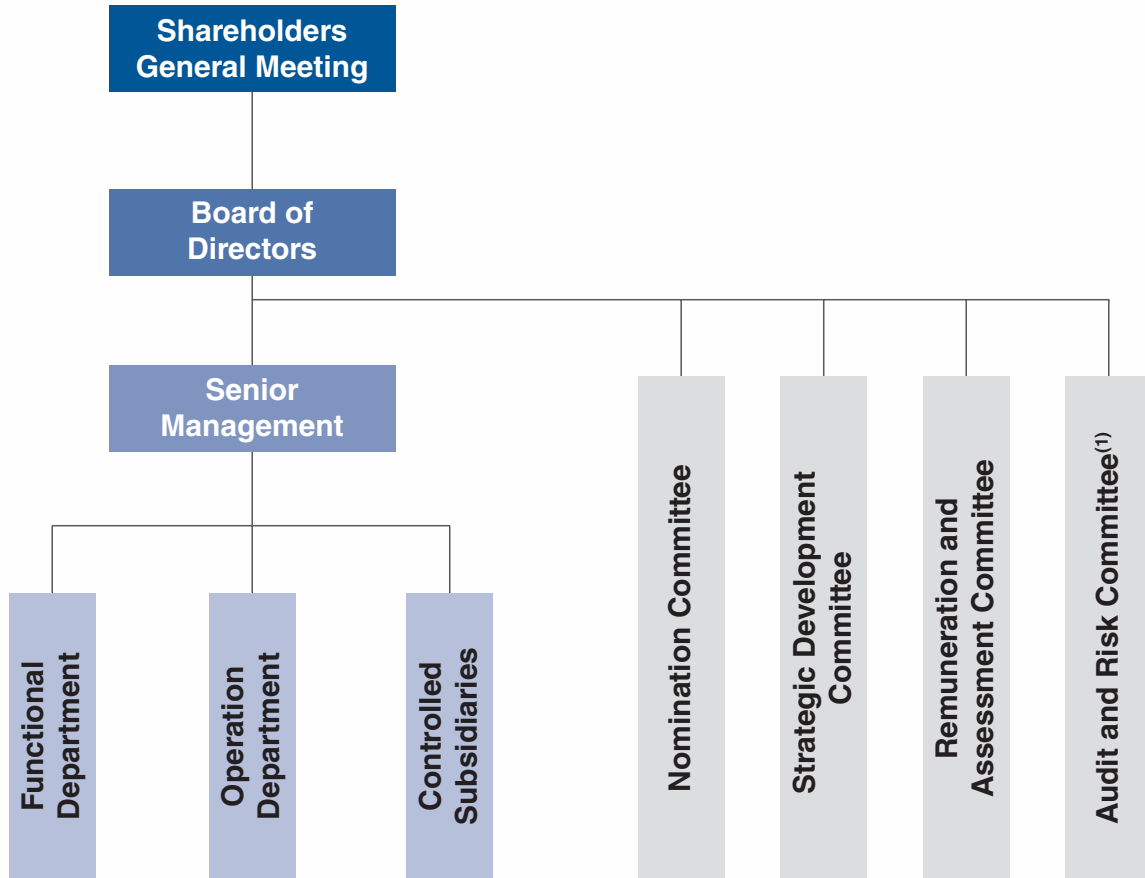 Shareholders
General Meeting
Board of
Directors
Senior
Management
Functional
Department
Operation
Department
Controlled
Subsidiaries
Nomination Committee
Strategic Development
Committee
Remuneration and
Assessment Committee
Audit and Risk Committee(1)